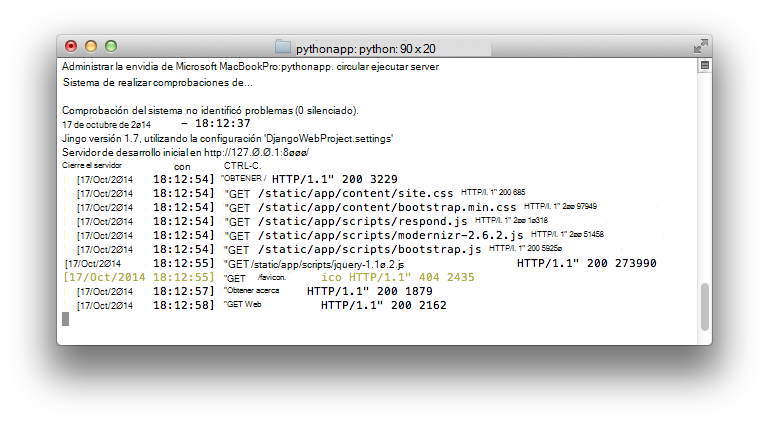 pythonapp: python: 90 x 20
Administrar la envidia de Microsoft MacBookPro:pythonapp. circular ejecutar server
Sistema de realizar comprobaciones de...
Comprobación del sistema no identificó problemas (0 silenciado).
17 de octubre de 2ø14 – 18:12:37
Jingo versión 1.7, utilizando la configuración 'DjangoWebProject.settings'
Servidor de desarrollo inicial en http://127.Ø.Ø.1:8øøø/
Cierre el servidor con CTRL-C.
[17/Oct/2Ø14 18:12:54] "OBTENER / HTTP/1.1" 200 3229
[17/Oct/2Ø14 18:12:54] "GET /static/app/content/site.css HTTP/l. 1" 200 685
[17/Oct/2Ø14 18:12:54] "GET /static/app/content/bootstrap.min.css HTTP/l. 1" 2øø 97949
[17/Oct/2Ø14 18:12:54] "GET /static/app/scripts/respond.js HTTP/l. 1" 2øø 1ø318
[17/Oct/2Ø14 18:12:54] "GET /static/app/scripts/modernizr-2.6.2.js HTTP/l. 1" 2øø 51458
[17/Oct/2Ø14 18:12:54] "GET /static/app/scripts/bootstrap.js HTTP/l. 1" 200 5925ø
[17/Oct/2Ø14 18:12:55] "GET /static/app/scripts/jquery-1.1ø.2.js HTTP/1.1" 200 273990
[17/Oct/2014 18:12:55] "GET /favicon. ico HTTP/1.1" 404 2435
[17/Oct/2Ø14 18:12:57] "Obtener acerca HTTP/1.1" 200 1879
[17/Oct/2Ø14 18:12:58] "GET Web HTTP/1.1" 200 2162